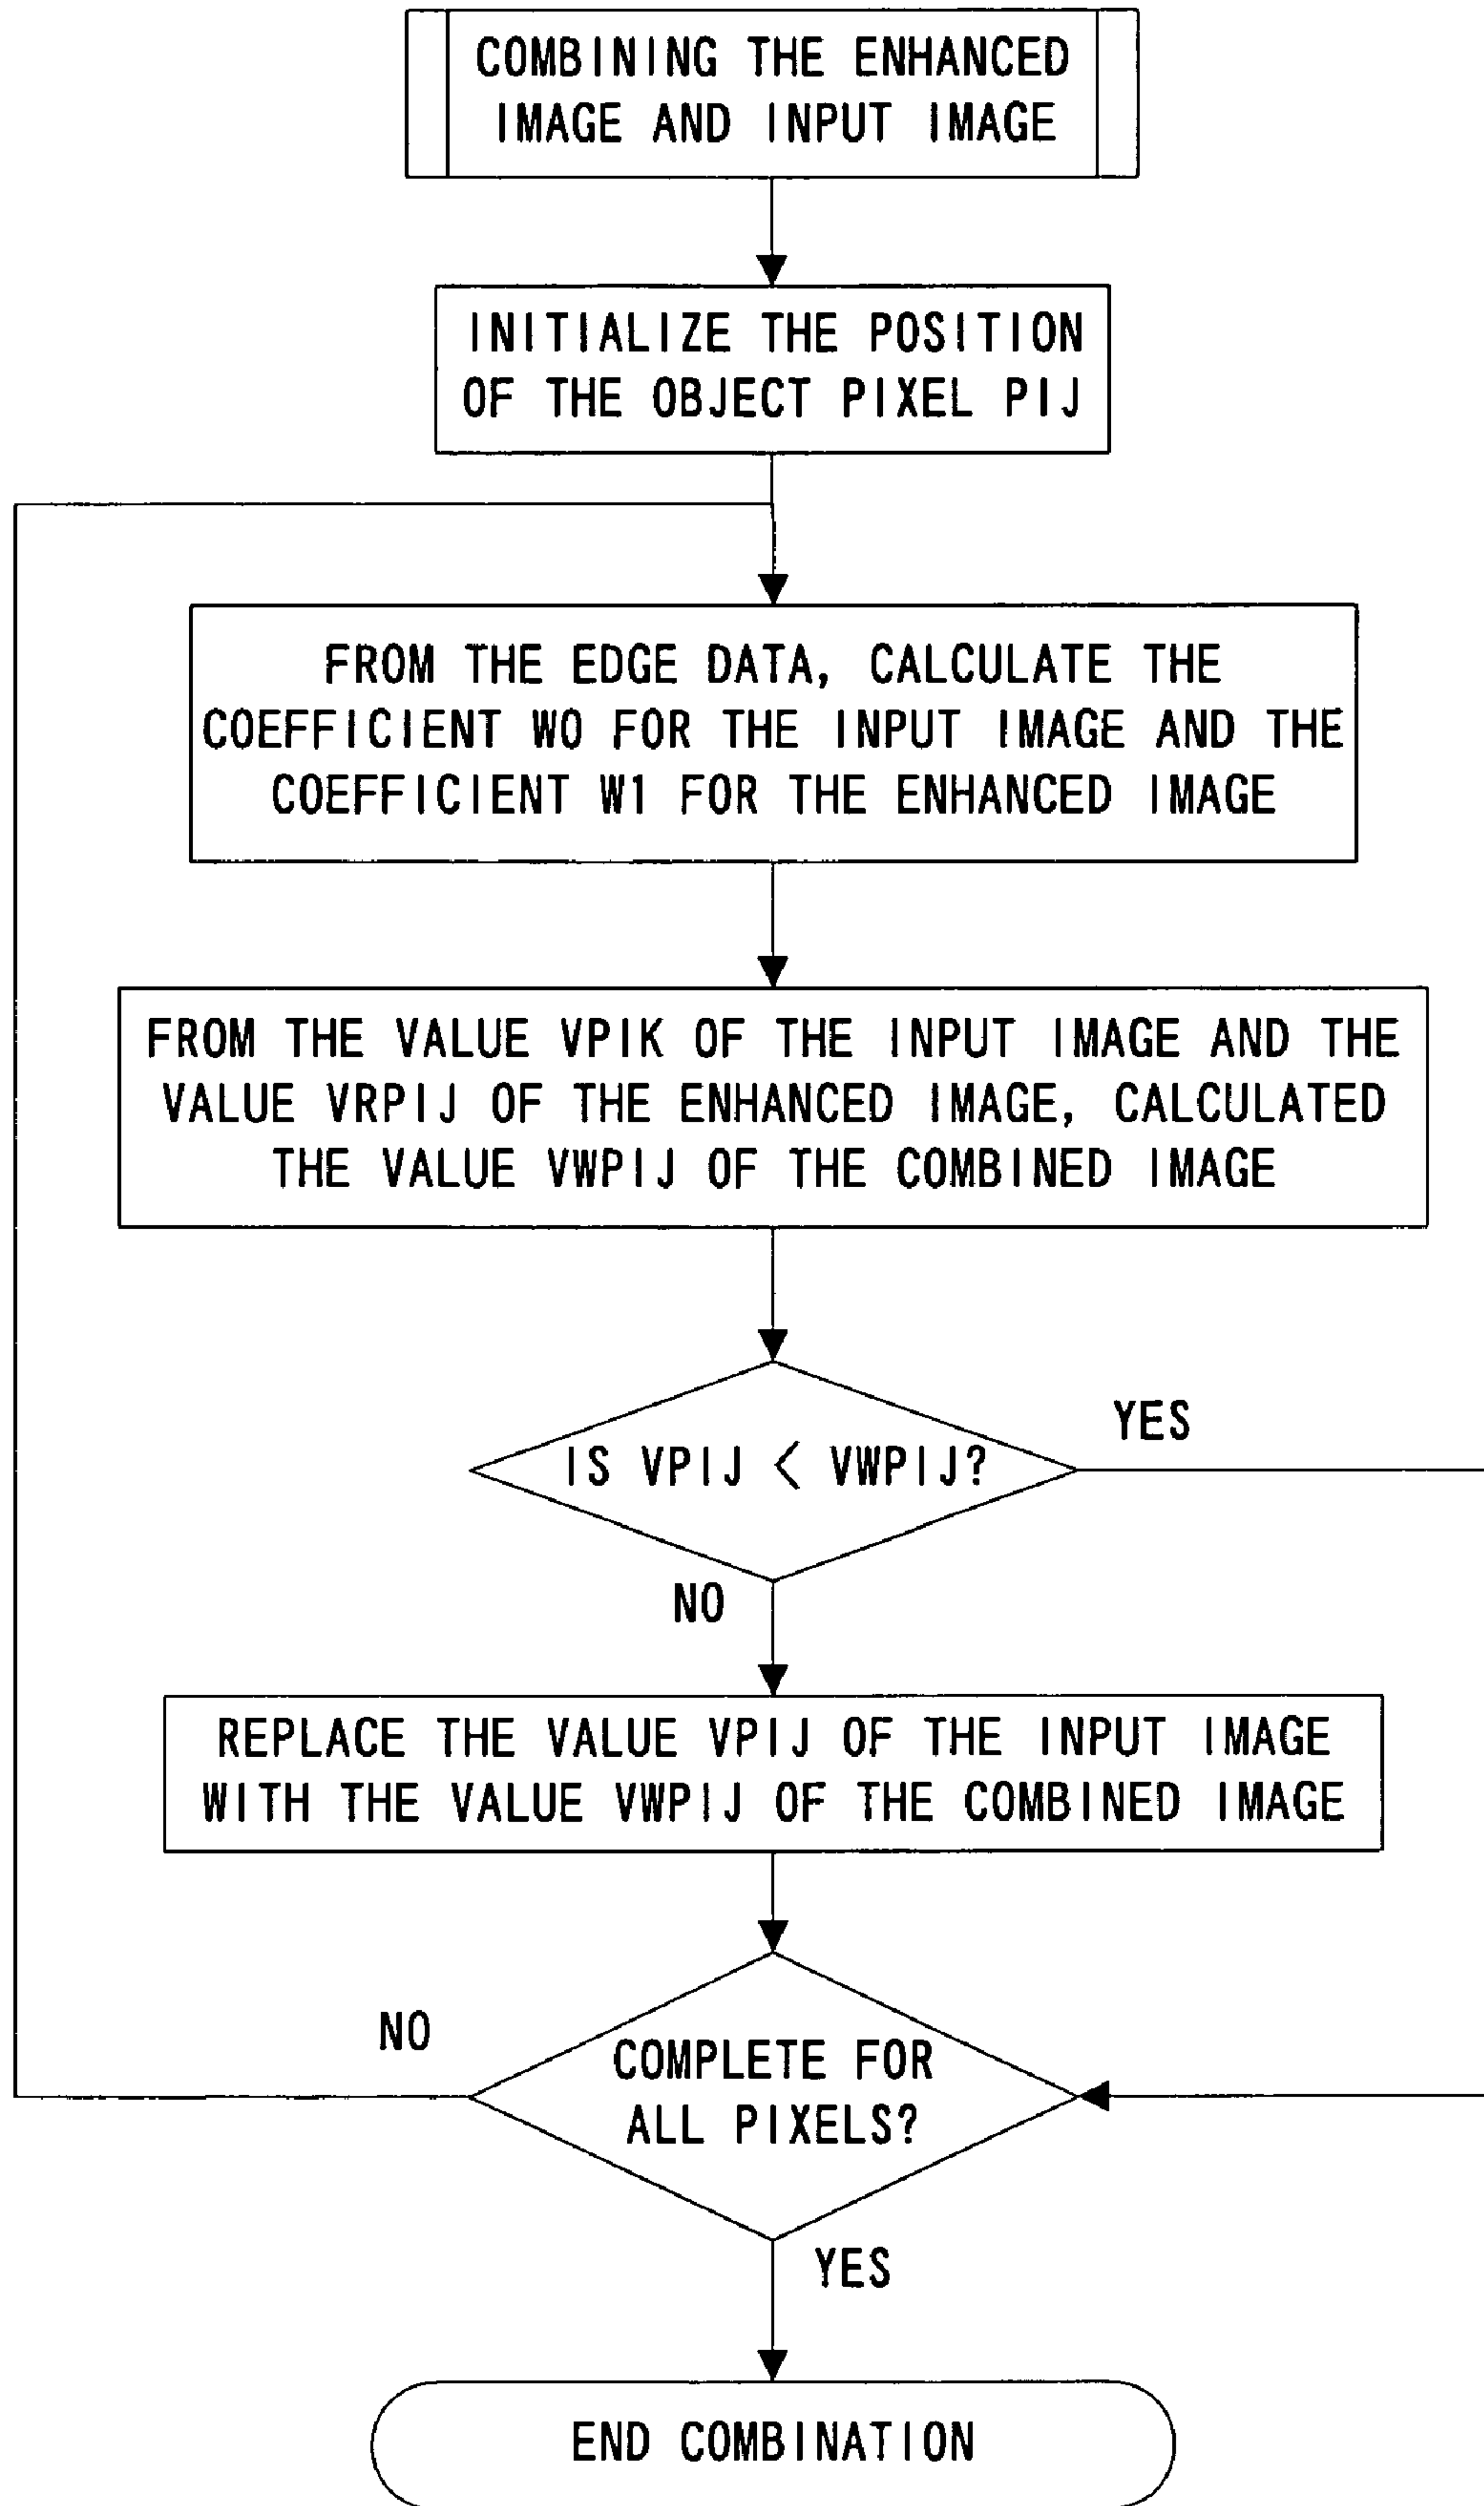 COMBINING THE ENHANCED
IMAGE AND INPUT IMAGE
INITIALIZE THE POSITION
OF THE OBJECT PIXEL PIJ
FROM THE EDGE DATA, CALCULATE THE
COEFFICIENT W0 FOR THE INPUT IMAGE AND THE
COEFFICIENT W1 FOR THE ENHANCED IMAGE
FROM THE VALUE VPIK OF THE INPUT IMAGE AND THE
VALUE VRPIJ OF THE ENHANCED IMAGE, CALCULATED
THE VALUE VWPIJ OF THE COMBINED IMAGE
YES
IS VPIJ < VWPIJ?
NO
REPLACE THE VALUE VPIJ OF THE INPUT IMAGE
WITH THE VALUE VWPIJ OF THE COMBINED IMAGE
NO
COMPLETE FOR
ALL PIXELS?
YES
END COMBINATION